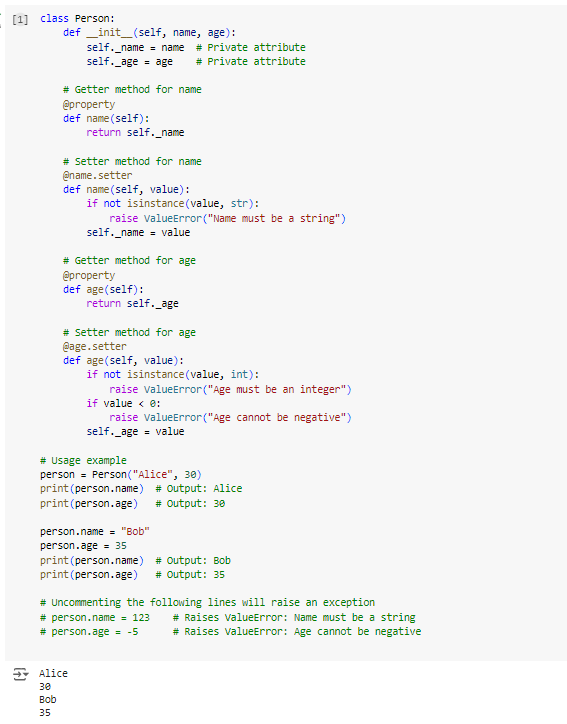 [1] class Person:
    def __init__(self, name, age):
        self._name = name  # Private attribute
        self._age = age    # Private attribute

    # Getter method for name
    @property
    def name(self):
        return self._name

    # Setter method for name
    @name.setter
    def name(self, value):
        if not isinstance(value, str):
            raise ValueError("Name must be a string")
        self._name = value

    # Getter method for age
    @property
    def age(self):
        return self._age

    # Setter method for age
    @age.setter
    def age(self, value):
        if not isinstance(value, int):
            raise ValueError("Age must be an integer")
        if value < 0:
            raise ValueError("Age cannot be negative")
        self._age = value

# Usage example
person = Person("Alice", 30)
print(person.name)  # Output: Alice
print(person.age)   # Output: 30

person.name = "Bob"
person.age = 35
print(person.name)  # Output: Bob
print(person.age)   # Output: 35

# Uncommenting the following lines will raise an exception
# person.name = 123    # Raises ValueError: Name must be a string
# person.age = -5      # Raises ValueError: Age cannot be negative

Alice
30
Bob
35